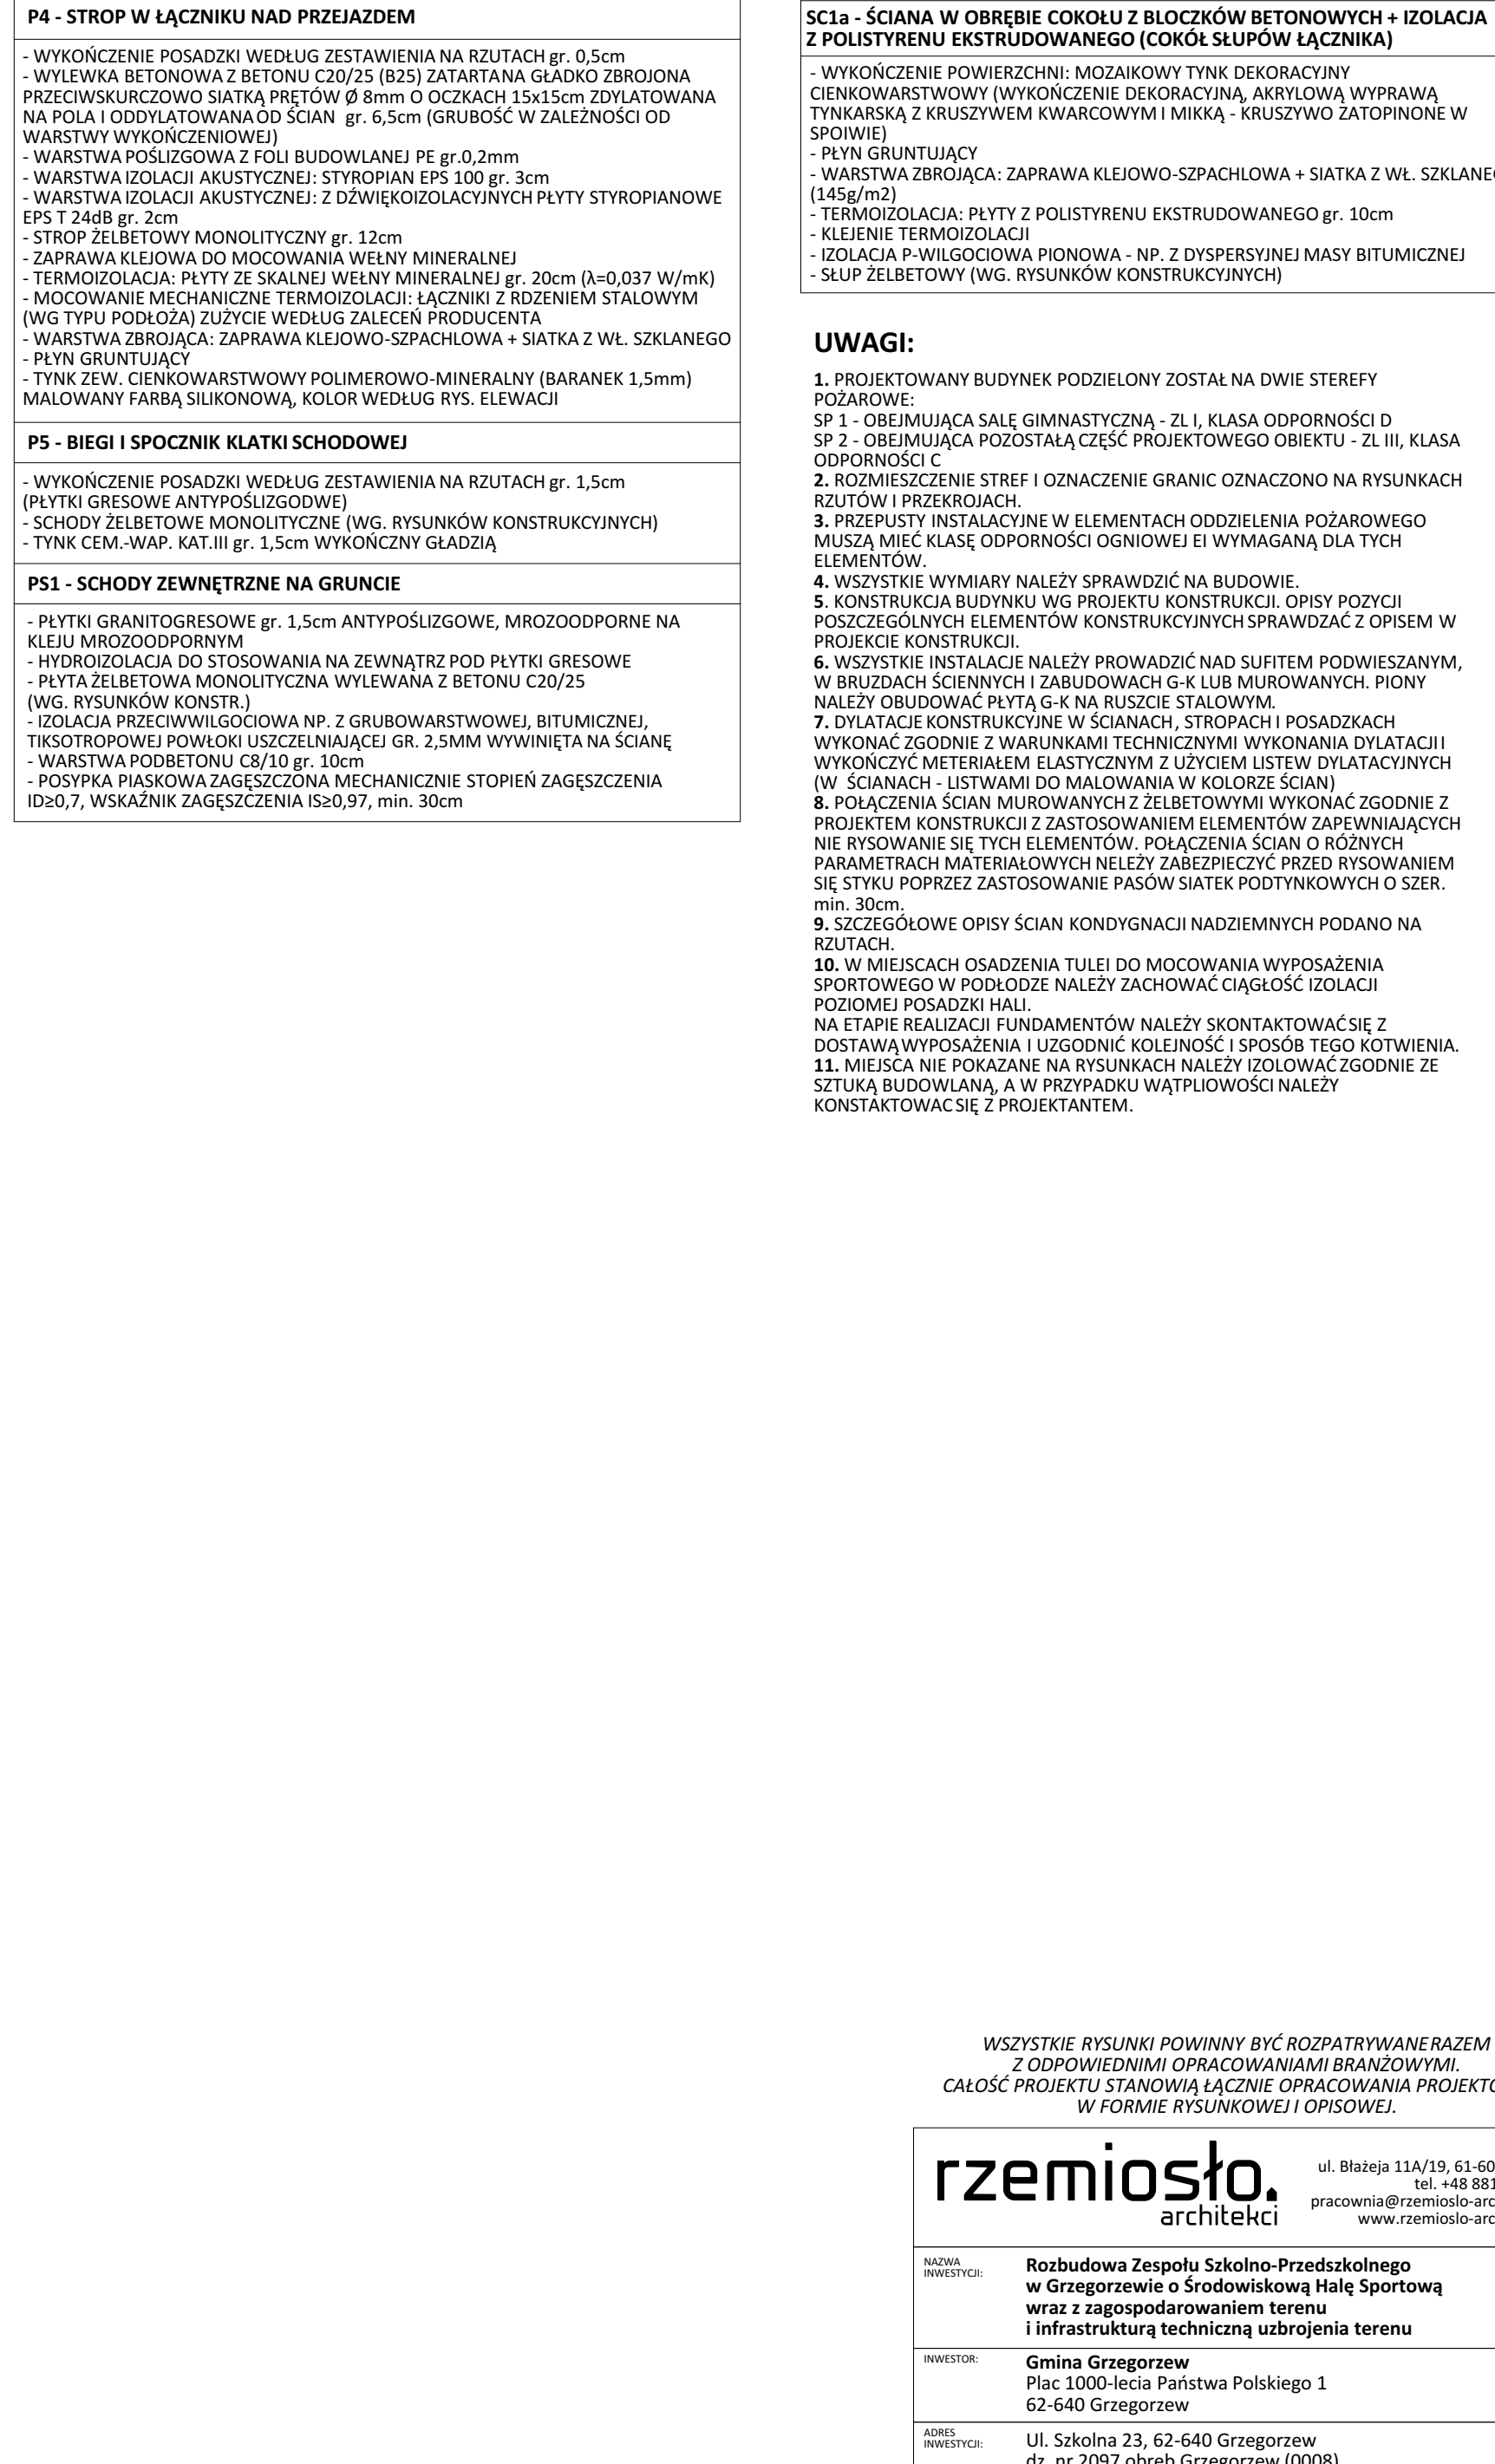 P4 - STROP W ŁĄCZNIKU NAD PRZEJAZDEM
- WYKOŃCZENIE POSADZKI WEDŁUG ZESTAWIENIA NA RZUTACH gr. 0,5cm
- WYLEWKA BETONOWA Z BETONU C20/25 (B25) ZATARTA NA GŁADKO ZBROJONA
PRZECIWSKURCZOWO SIATKĄ PRĘTÓW Ø 8mm O OCZKACH 15x15cm ZDYLATOWANA
NA POLA I ODDYLATOWANA OD ŚCIAN gr. 6,5cm (GRUBOŚĆ W ZALEŻNOŚCI OD
WARSTWY WYKOŃCZENIOWEJ)
- WARSTWA POŚLIZGOWA Z FOLI BUDOWLANEJ PE gr.0,2mm
- WARSTWA IZOLACJI AKUSTYCZNEJ: STYROPIAN EPS 100 gr. 3cm
- WARSTWA IZOLACJI AKUSTYCZNEJ: Z DŹWIĘKOIZOLACYJNYCH PŁYTY STYROPIANOWE
EPS T 24dB gr. 2cm
- STROP ŻELBETOWY MONOLITYCZNY gr. 12cm
- ZAPRAWA KLEJOWA DO MOCOWANIA WEŁNY MINERALNEJ
- TERMOIZOLACJA: PŁYTY ZE SKALNEJ WEŁNY MINERALNEJ gr. 20cm (λ=0,037 W/mK)
- MOCOWANIE MECHANICZNE TERMOIZOLACJI: ŁĄCZNIKI Z RDZENIEM STALOWYM
(WG TYPU PODŁOŻA) ZUŻYCIE WEDŁUG ZALECEŃ PRODUCENTA
- WARSTWA ZBROJĄCA: ZAPRAWA KLEJOWO-SZPACHLOWA + SIATKA Z WŁ. SZKLANEGO
- PŁYN GRUNTUJĄCY
- TYNK ZEW. CIENKOWARSTWOWY POLIMEROWO-MINERALNY (BARANEK 1,5mm)
MALOWANY FARBĄ SILIKONOWĄ, KOLOR WEDŁUG RYS. ELEWACJI
P5 - BIEGI I SPOCZNIK KLATKI SCHODOWEJ
- WYKOŃCZENIE POSADZKI WEDŁUG ZESTAWIENIA NA RZUTACH gr. 1,5cm
(PŁYTKI GRESOWE ANTYPOŚLIZGODWE)
- SCHODY ŻELBETOWE MONOLITYCZNE (WG. RYSUNKÓW KONSTRUKCYJNYCH)
- TYNK CEM.-WAP. KAT.III gr. 1,5cm WYKOŃCZNY GŁADZIĄ
PS1 - SCHODY ZEWNĘTRZNE NA GRUNCIE
- PŁYTKI GRANITOGRESOWE gr. 1,5cm ANTYPOŚLIZGOWE, MROZOODPORNE NA
KLEJU MROZOODPORNYM
- HYDROIZOLACJA DO STOSOWANIA NA ZEWNĄTRZ POD PŁYTKI GRESOWE
- PŁYTA ŻELBETOWA MONOLITYCZNA WYLEWANA Z BETONU C20/25
(WG. RYSUNKÓW KONSTR.)
- IZOLACJA PRZECIWWILGOCIOWA NP. Z GRUBOWARSTWOWEJ, BITUMICZNEJ,
TIKSOTROPOWEJ POWŁOKI USZCZELNIAJĄCEJ GR. 2,5MM WYWINIĘTA NA ŚCIANĘ
- WARSTWA PODBETONU C8/10 gr. 10cm
- POSYPKA PIASKOWA ZAGĘSZCZONA MECHANICZNIE STOPIEŃ ZAGĘSZCZENIA
ID≥0,7, WSKAŹNIK ZAGĘSZCZENIA IS≥0,97, min. 30cm
SC1a - ŚCIANA W OBRĘBIE COKOŁU Z BLOCZKÓW BETONOWYCH + IZOLACJA
Z POLISTYRENU EKSTRUDOWANEGO (COKÓŁ SŁUPÓW ŁĄCZNIKA)
- WYKOŃCZENIE POWIERZCHNI: MOZAIKOWY TYNK DEKORACYJNY
CIENKOWARSTWOWY (WYKOŃCZENIE DEKORACYJNĄ, AKRYLOWĄ WYPRAWĄ
TYNKARSKĄ Z KRUSZYWEM KWARCOWYM I MIKKĄ - KRUSZYWO ZATOPINONE W
SPOIWIE)
- PŁYN GRUNTUJĄCY
- WARSTWA ZBROJĄCA: ZAPRAWA KLEJOWO-SZPACHLOWA + SIATKA Z WŁ. SZKLANE
(145g/m2)
- TERMOIZOLACJA: PŁYTY Z POLISTYRENU EKSTRUDOWANEGO gr. 10cm
- KLEJENIE TERMOIZOLACJI
- IZOLACJA P-WILGOCIOWA PIONOWA - NP. Z DYSPERSYJNEJ MASY BITUMICZNEJ
- SŁUP ŻELBETOWY (WG. RYSUNKÓW KONSTRUKCYJNYCH)
UWAGI:
1. PROJEKTOWANY BUDYNEK PODZIELONY ZOSTAŁ NA DWIE STEREFY
POŻAROWE:
SP 1 - OBEJMUJĄCA SALĘ GIMNASTYCZNĄ - ZL I, KLASA ODPORNOŚCI D
SP 2 - OBEJMUJĄCA POZOSTAŁĄ CZĘŚĆ PROJEKTOWEGO OBIEKTU - ZL III, KLASA
ODPORNOŚCI C
2. ROZMIESZCZENIE STREF I OZNACZENIE GRANIC OZNACZONO NA RYSUNKACH
RZUTÓW I PRZEKROJACH.
3. PRZEPUSTY INSTALACYJNE W ELEMENTACH ODDZIELENIA POŻAROWEGO
MUSZĄ MIEĆ KLASĘ ODPORNOŚCI OGNIOWEJ EI WYMAGANĄ DLA TYCH
ELEMENTÓW.
4. WSZYSTKIE WYMIARY NALEŻY SPRAWDZIĆ NA BUDOWIE.
5. KONSTRUKCJA BUDYNKU WG PROJEKTU KONSTRUKCJI. OPISY POZYCJI
POSZCZEGÓLNYCH ELEMENTÓW KONSTRUKCYJNYCH SPRAWDZAĆ Z OPISEM W
PROJEKCIE KONSTRUKCJI.
6. WSZYSTKIE INSTALACJE NALEŻY PROWADZIĆ NAD SUFITEM PODWIESZANYM,
W BRUZDACH ŚCIENNYCH I ZABUDOWACH G-K LUB MUROWANYCH. PIONY
NALEŻY OBUDOWAĆ PŁYTĄ G-K NA RUSZCIE STALOWYM.
7. DYLATACJE KONSTRUKCYJNE W ŚCIANACH, STROPACH I POSADZKACH
WYKONAĆ ZGODNIE Z WARUNKAMI TECHNICZNYMI WYKONANIA DYLATACJI I
WYKOŃCZYĆ METERIAŁEM ELASTYCZNYM Z UŻYCIEM LISTEW DYLATACYJNYCH
(W ŚCIANACH - LISTWAMI DO MALOWANIA W KOLORZE ŚCIAN)
8. POŁĄCZENIA ŚCIAN MUROWANYCH Z ŻELBETOWYMI WYKONAĆ ZGODNIE Z
PROJEKTEM KONSTRUKCJI Z ZASTOSOWANIEM ELEMENTÓW ZAPEWNIAJĄCYCH
NIE RYSOWANIE SIĘ TYCH ELEMENTÓW. POŁĄCZENIA ŚCIAN O RÓŻNYCH
PARAMETRACH MATERIAŁOWYCH NELEŻY ZABEZPIECZYĆ PRZED RYSOWANIEM
SIĘ STYKU POPRZEZ ZASTOSOWANIE PASÓW SIATEK PODTYNKOWYCH O SZER.
min. 30cm.
9. SZCZEGÓŁOWE OPISY ŚCIAN KONDYGNACJI NADZIEMNYCH PODANO NA
RZUTACH.
10. W MIEJSCACH OSADZENIA TULEI DO MOCOWANIA WYPOSAŻENIA
SPORTOWEGO W PODŁODZE NALEŻY ZACHOWAĆ CIĄGŁOŚĆ IZOLACJI
POZIOMEJ POSADZKI HALI.
NA ETAPIE REALIZACJI FUNDAMENTÓW NALEŻY SKONTAKTOWAĆ SIĘ Z
DOSTAWĄ WYPOSAŻENIA I UZGODNIĆ KOLEJNOŚĆ I SPOSÓB TEGO KOTWIENIA.
11. MIEJSCA NIE POKAZANE NA RYSUNKACH NALEŻY IZOLOWAĆ ZGODNIE ZE
SZTUKĄ BUDOWLANĄ, A W PRZYPADKU WĄTPLIOWOŚCI NALEŻY
KONSTAKTOWAC SIĘ Z PROJEKTANTEM.
WSZYSTKIE RYSUNKI POWINNY BYĆ ROZPATRYWANE RAZEM
Z ODPOWIEDNIMI OPRACOWANIAMI BRANŻOWYMI.
CAŁOŚĆ PROJEKTU STANOWIĄ ŁĄCZNIE OPRACOWANIA PROJEKTO
W FORMIE RYSUNKOWEJ I OPISOWEJ.
rzemiosło.
architekci
ul. Błażeja 11A/19, 61-60
tel. +48 881
pracownia@rzemioslo-arc
www.rzemioslo-arc
NAZWA
INWESTYCJI:
Rozbudowa Zespołu Szkolno-Przedszkolnego
w Grzegorzewie o Środowiskową Halę Sportową
wraz z zagospodarowaniem terenu
i infrastrukturą techniczną uzbrojenia terenu
INWESTOR:
Gmina Grzegorzew
Plac 1000-lecia Państwa Polskiego 1
62-640 Grzegorzew
ADRES
INWESTYCJI:
Ul. Szkolna 23, 62-640 Grzegorzew
dz. nr 2097 obręb Grzegorzew (0008)